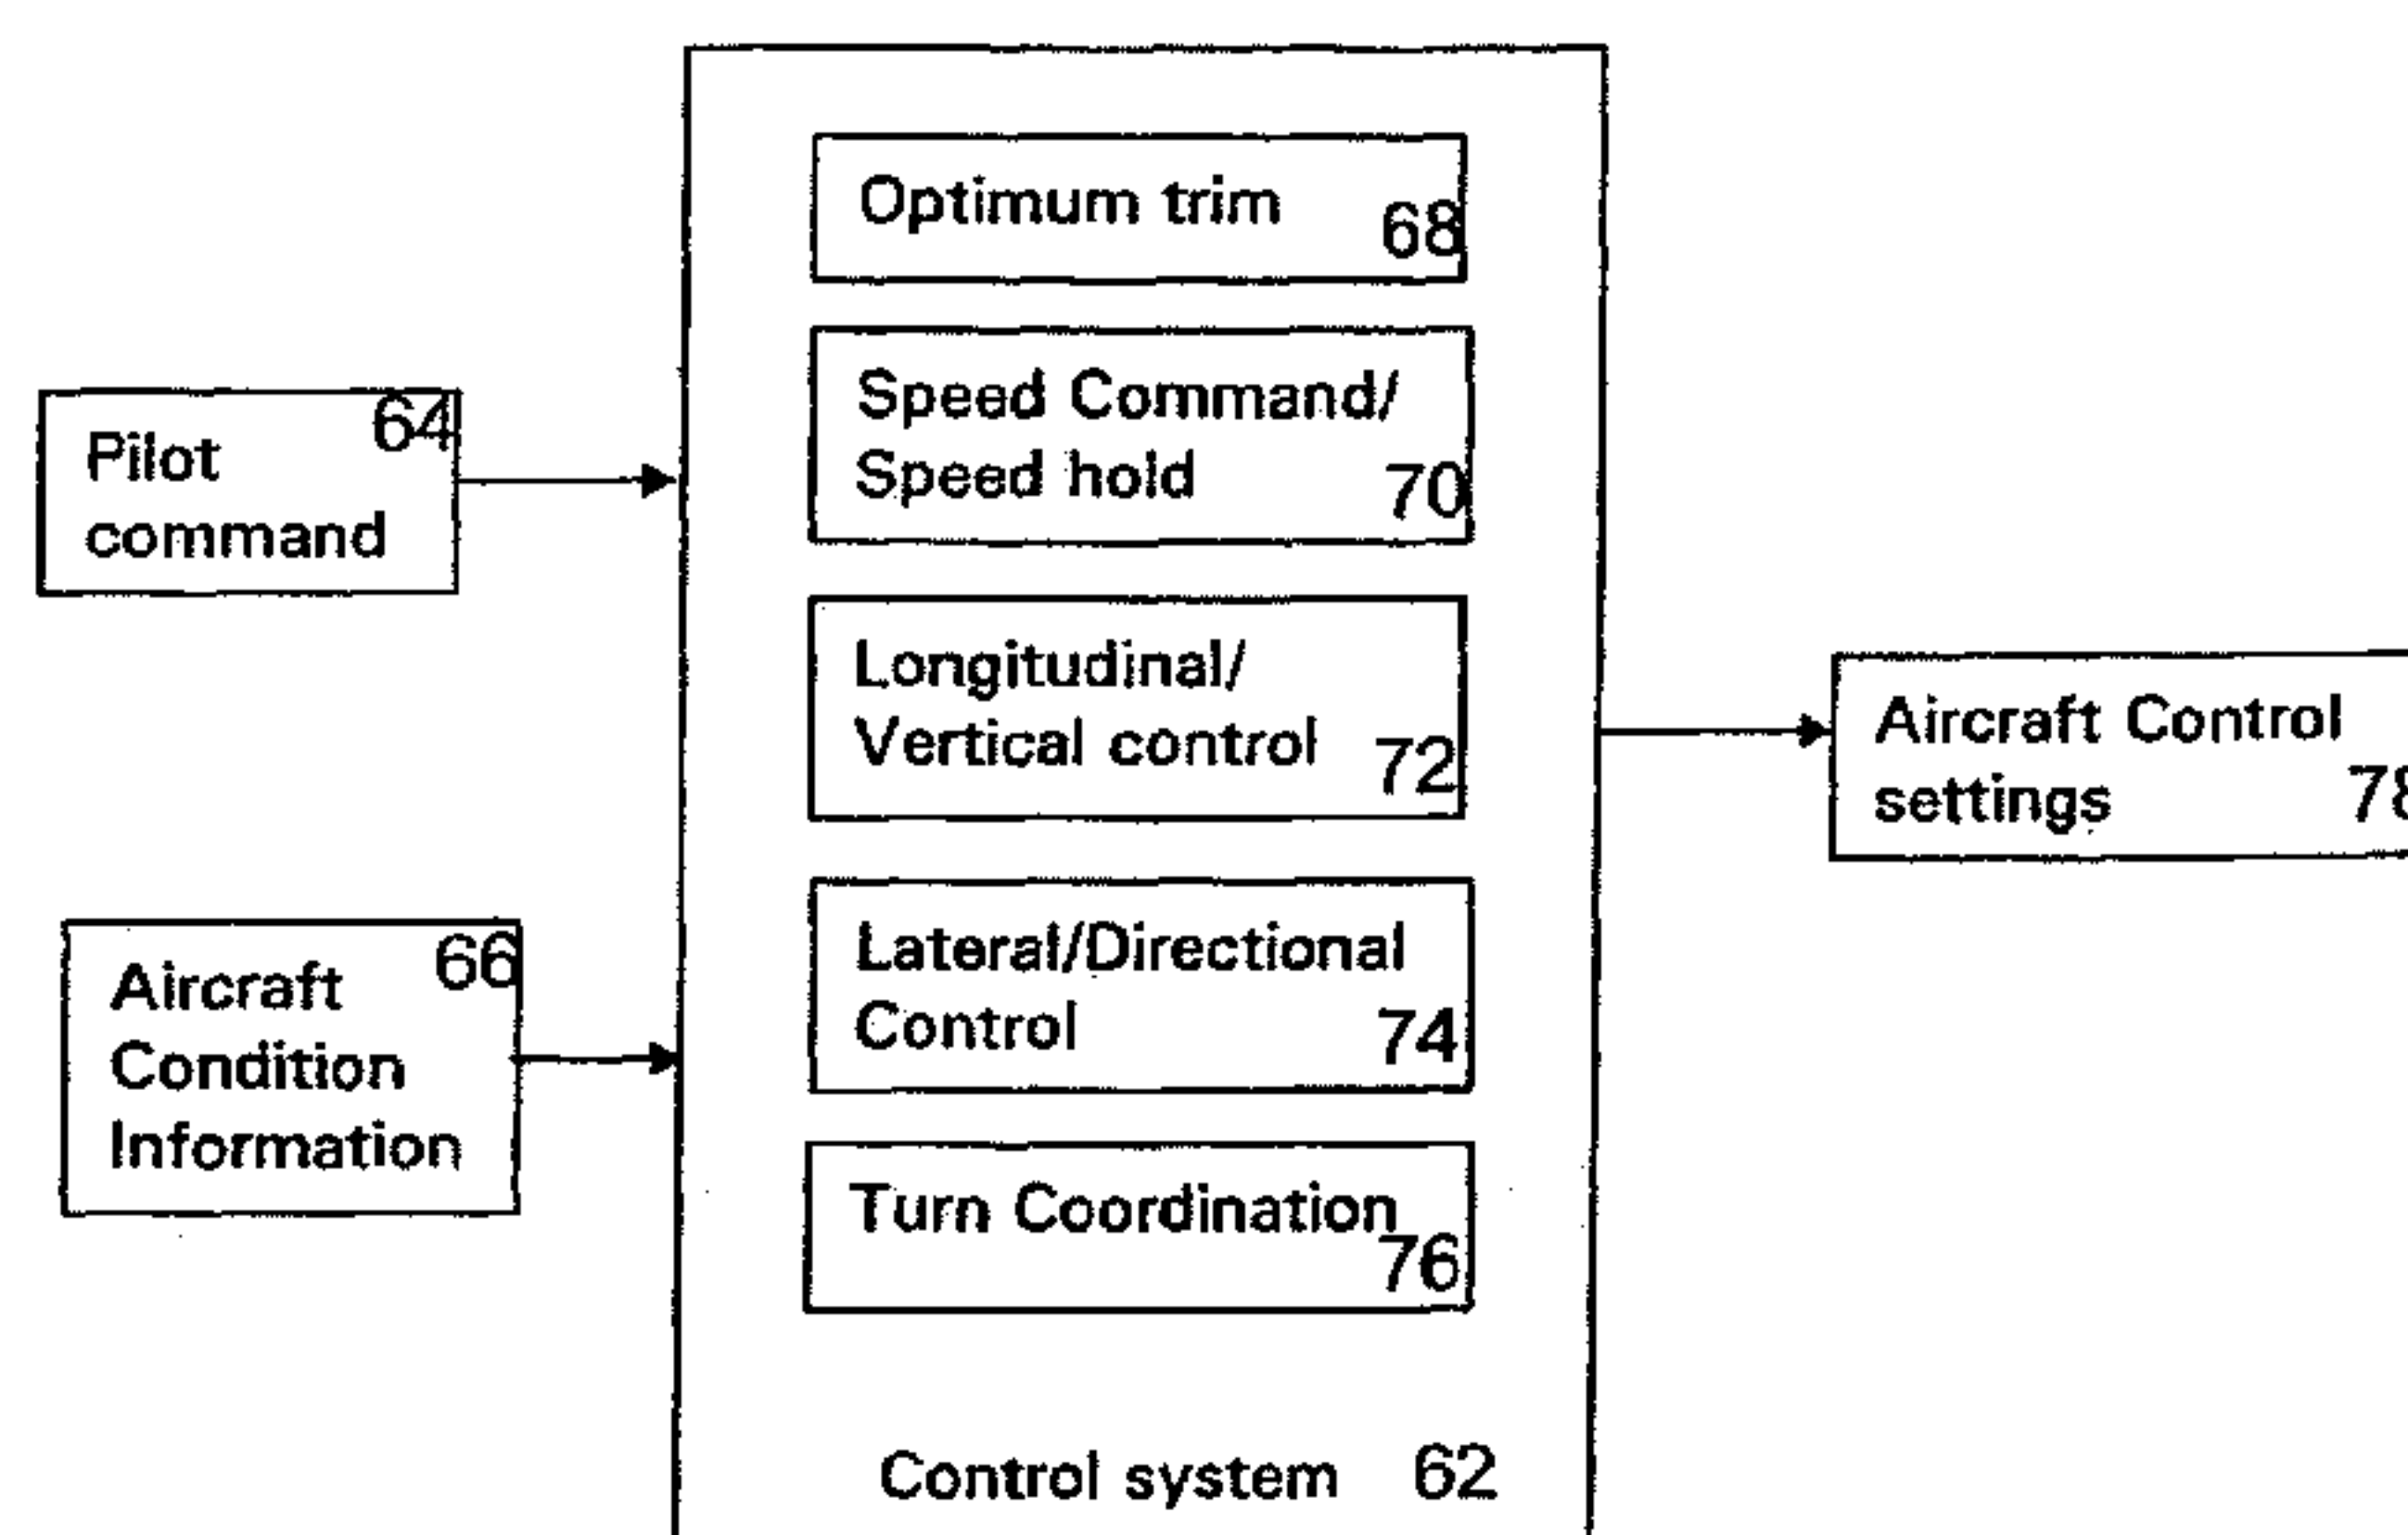 Optimum trim
68
Speed Command/
Speed hold 70
64
Pilot
command
Longitudinal/
Vertical control 72
Aircraft Control
settings 78
Lateral/Directional
Control 74
66
Aircraft
Condition
Information
Turn Coordination
76
Control system 62